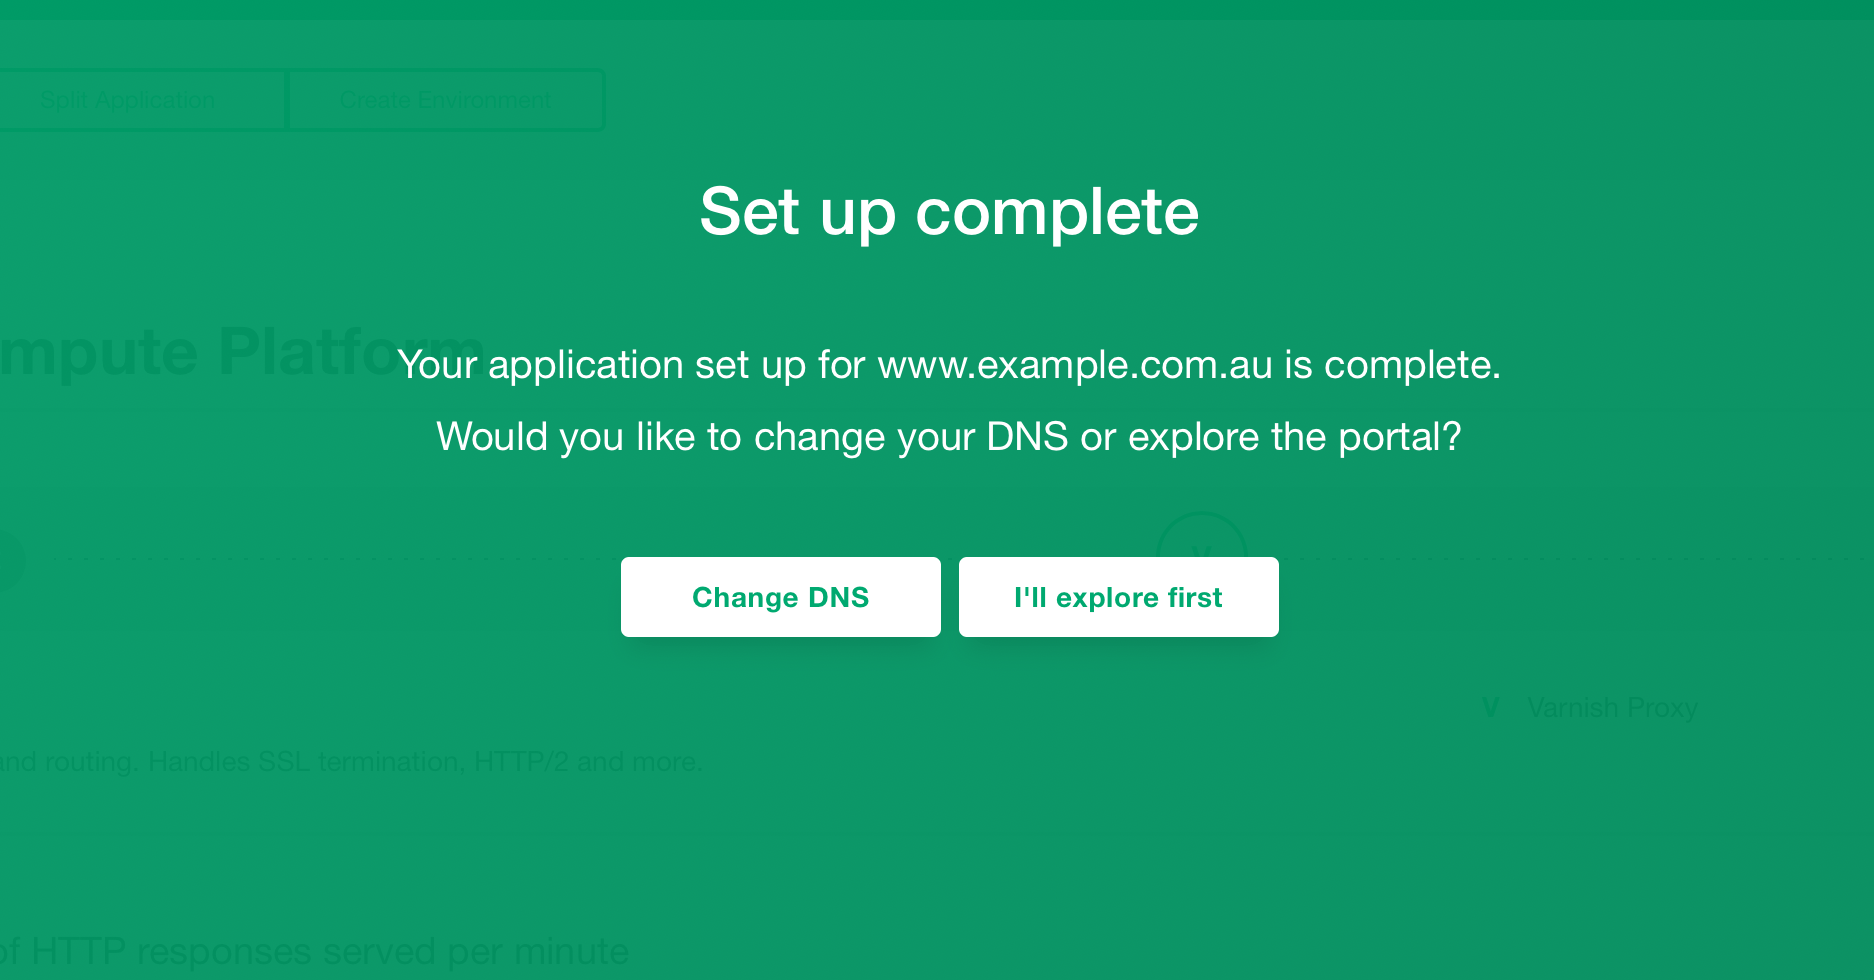 Split Application
Create Environment
Set up complete
mpute Platform
Your application set up for www.example.com.au is complete.
Would you like to change your DNS or explore the portal?
V
Change DNS
I'll explore first
V Varnish Proxy
and routing. Handles SSL termination, HTTP/2 and more.
of HTTP responses served per minute